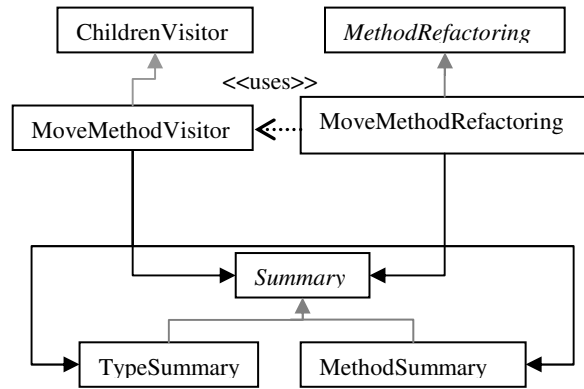 ChildrenVisitor
MethodRefactoring
<<uses>>
MoveMethodVisitor
MoveMethodRefactoring
Summary
TypeSummary
MethodSummary